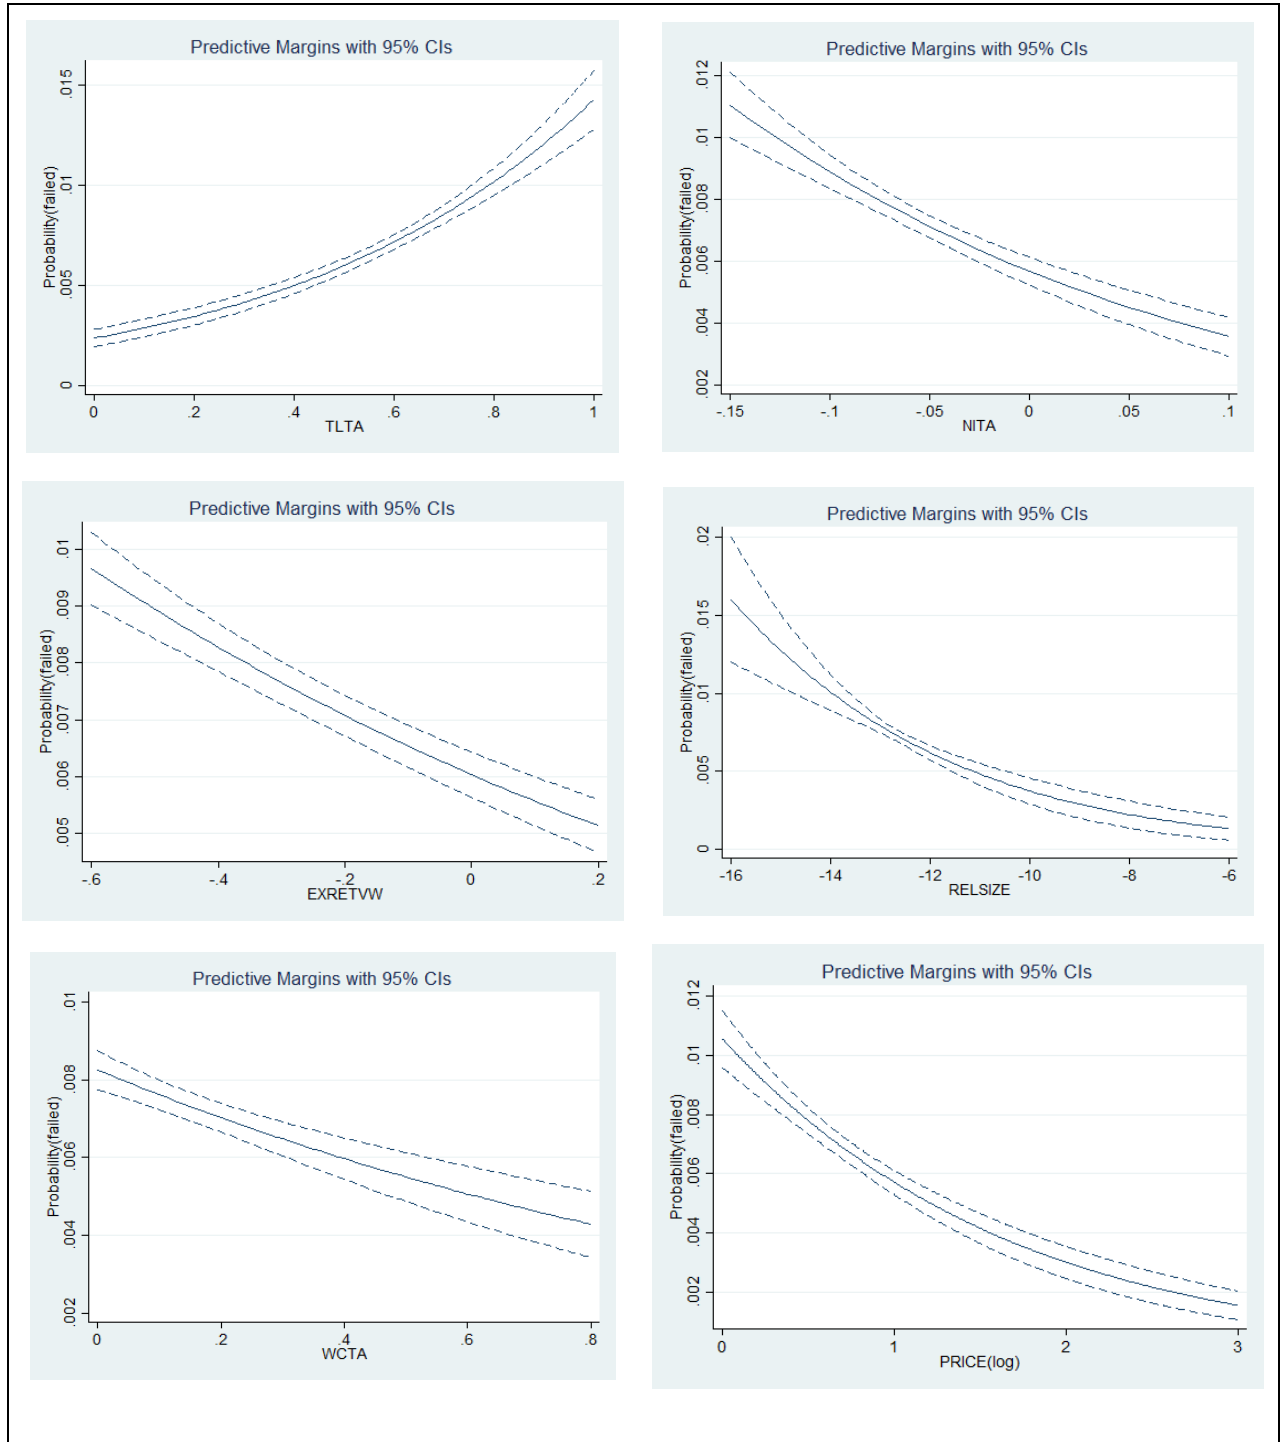 Predictive Margins with 95% CIs
Probability(failed)
.015
.01
.005
0
0 .2 .4 .6 .8 1
TLTA
Predictive Margins with 95% CIs
Probability(failed)
.012
.01
.008
.006
.004
.002
-.15 -.1 -.05 0 .05 .1
NITA
Predictive Margins with 95% CIs
Probability(failed)
.01
.009
.008
.007
.006
.005
-.6 -.4 -.2 0 .2
EXRETVW
Predictive Margins with 95% CIs
Probability(failed)
.02
.015
.01
.005
0
-16 -14 -12 -10 -8 -6
RELSIZE
Predictive Margins with 95% CIs
Probability(failed)
.01
.008
.006
.004
.002
0 .2 .4 .6 .8
WCTA
Predictive Margins with 95% CIs
Probability(failed)
.012
.01
.008
.006
.004
.002
0 1 2 3
PRICE(log)